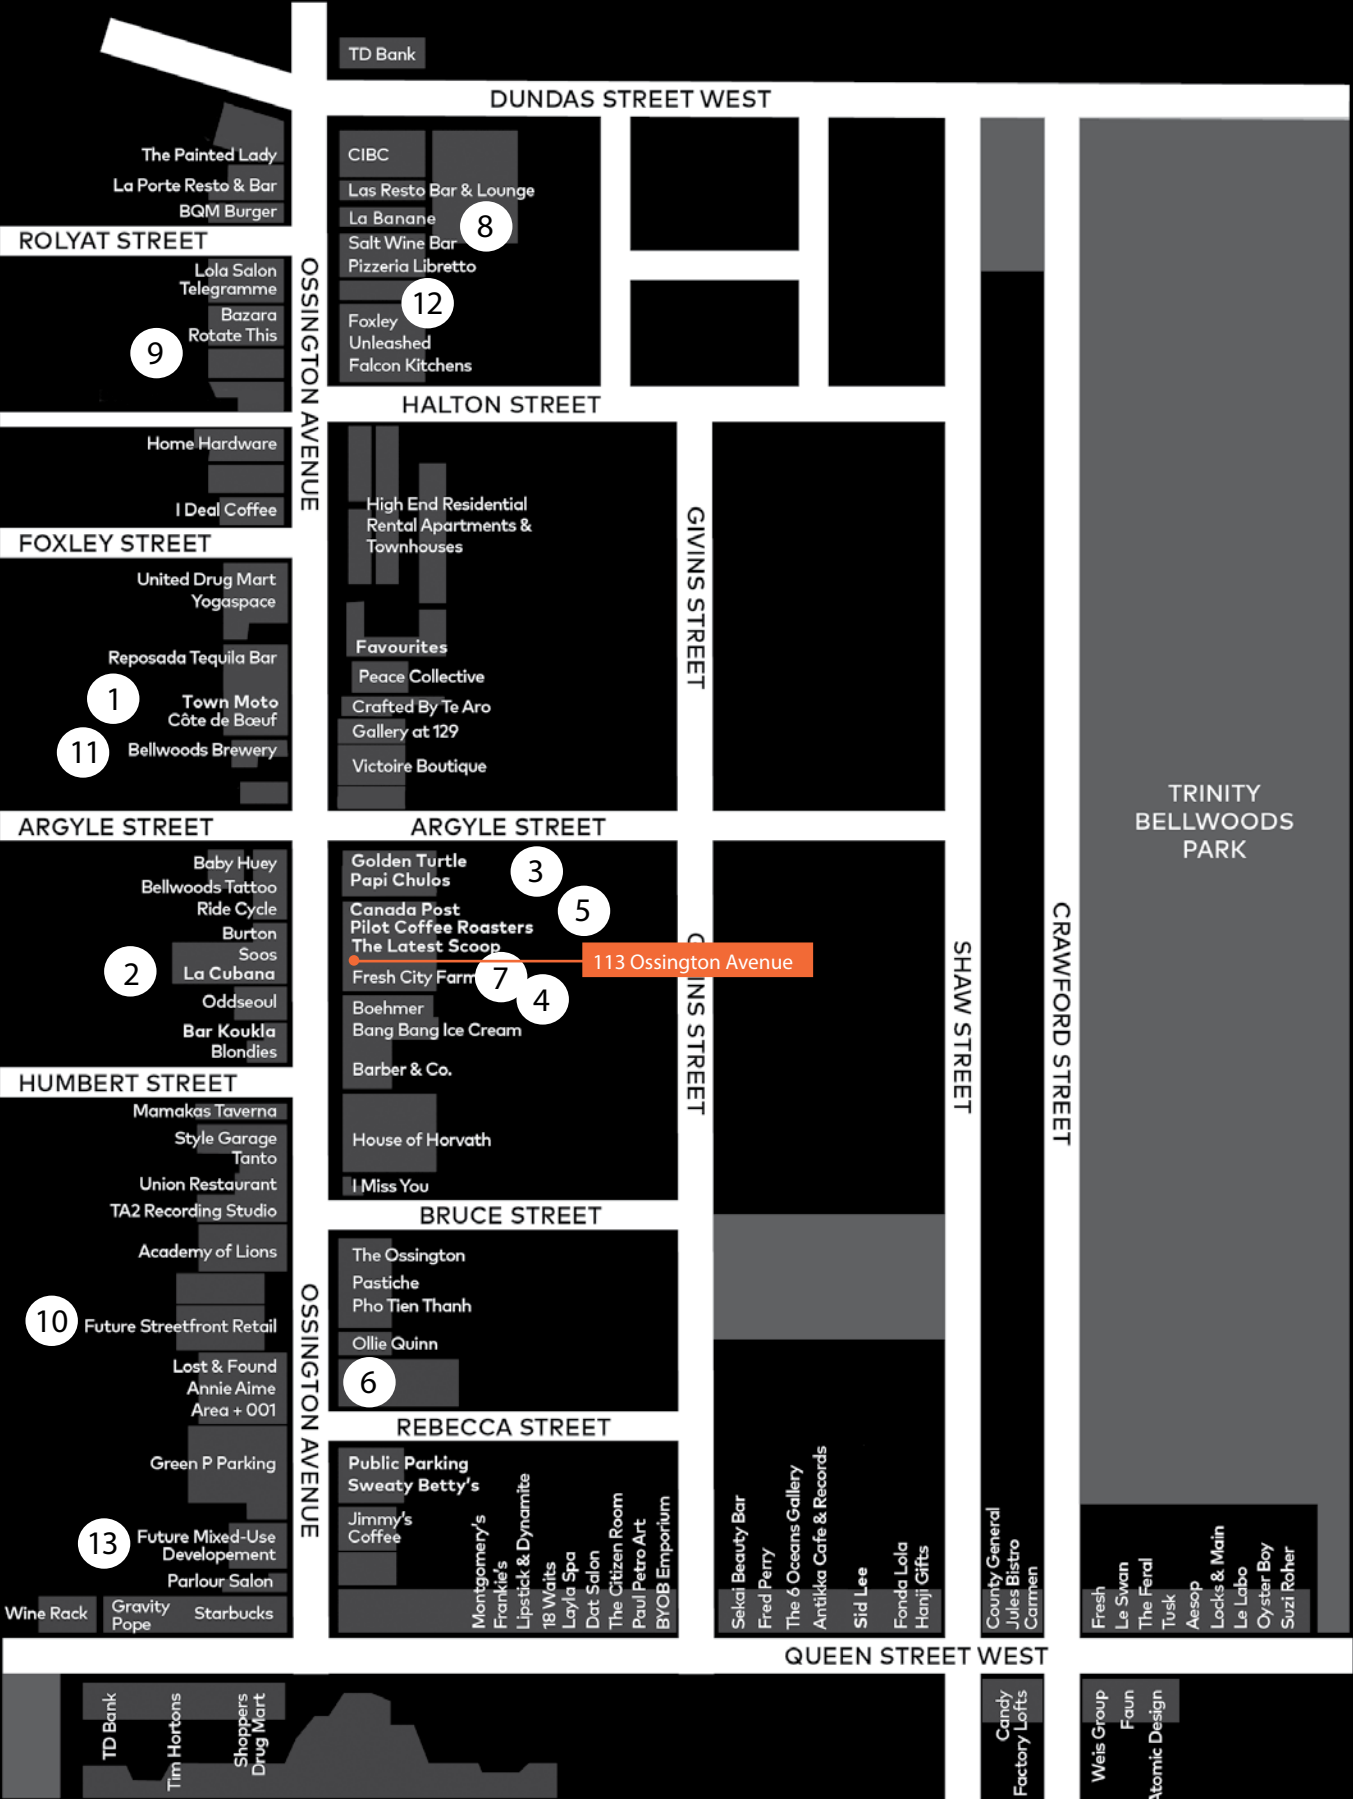 TD Bank
DUNDAS STREET WEST
The Painted Lady
La Porte Resto & Bar
BQM Burger
CIBC
Las Resto Bar & Lounge
La Banane
8
Salt Wine Bar
Pizzeria Libretto
12
Foxley
Unleashed
Falcon Kitchens
ROLYAT STREET
Lola Salon
Telegramme
Bazara
Rotate This
9
OSSINGTON AVENUE
HALTON STREET
Home Hardware
I Deal Coffee
High End Residential
Rental Apartments &
Townhouses
GIVINS STREET
FOXLEY STREET
United Drug Mart
Yogaspace
Reposada Tequila Bar
1
Town Moto
Côte de Bœuf
11
Bellwoods Brewery
Favourites
Peace Collective
Crafted By Te Aro
Gallery at 129
Victoire Boutique
TRINITY
BELLWOODS
PARK
ARGYLE STREET
ARGYLE STREET
Baby Huey
Bellwoods Tattoo
Ride Cycle
Burton
Soos
2
La Cubana
Oddseoul
Bar Koukla
Blondies
Golden Turtle
Papi Chulos
3
5
Canada Post
Pilot Coffee Roasters
The Latest Scoop
113 Ossington Avenue
Fresh City Farm
7
4
Boehmer
Bang Bang Ice Cream
Barber & Co.
House of Horvath
I Miss You
INS STREET
SHAW STREET
CRAWFORD STREET
HUMBERT STREET
Mamakas Taverna
Style Garage
Tanto
Union Restaurant
TA2 Recording Studio
Academy of Lions
10
Future Streetfront Retail
Lost & Found
Annie Aime
Area + 001
Green P Parking
13
Future Mixed-Use
Developement
Parlour Salon
Wine Rack
Gravity
Pope
Starbucks
BRUCE STREET
The Ossington
Pastiche
Pho Tien Thanh
Ollie Quinn
6
OSSINGTON AVENUE
REBECCA STREET
Public Parking
Sweaty Betty's
Jimmy's
Coffee
Montgomery's
Frankie's
Lipstick & Dynamite
18 Waits
Layla Spa
Dat Salon
The Citizen Room
Paul Petro Art
BYOB Emporium
Sekai Beauty Bar
Fred Perry
The 6 Oceans Gallery
Antikka Cafe & Records
Sid Lee
Fonda Lola
Hanji Gifts
County General
Jules Bistro
Carmen
Fresh
Le Swan
The Feral
Tusk
Aesop
Locks & Main
Le Labo
Oyster Boy
Suzi Roher
QUEEN STREET WEST
TD Bank
Tim Hortons
Shoppers
Drug Mart
Candy
Factory Lofts
Weis Group
Faun
Atomic Design